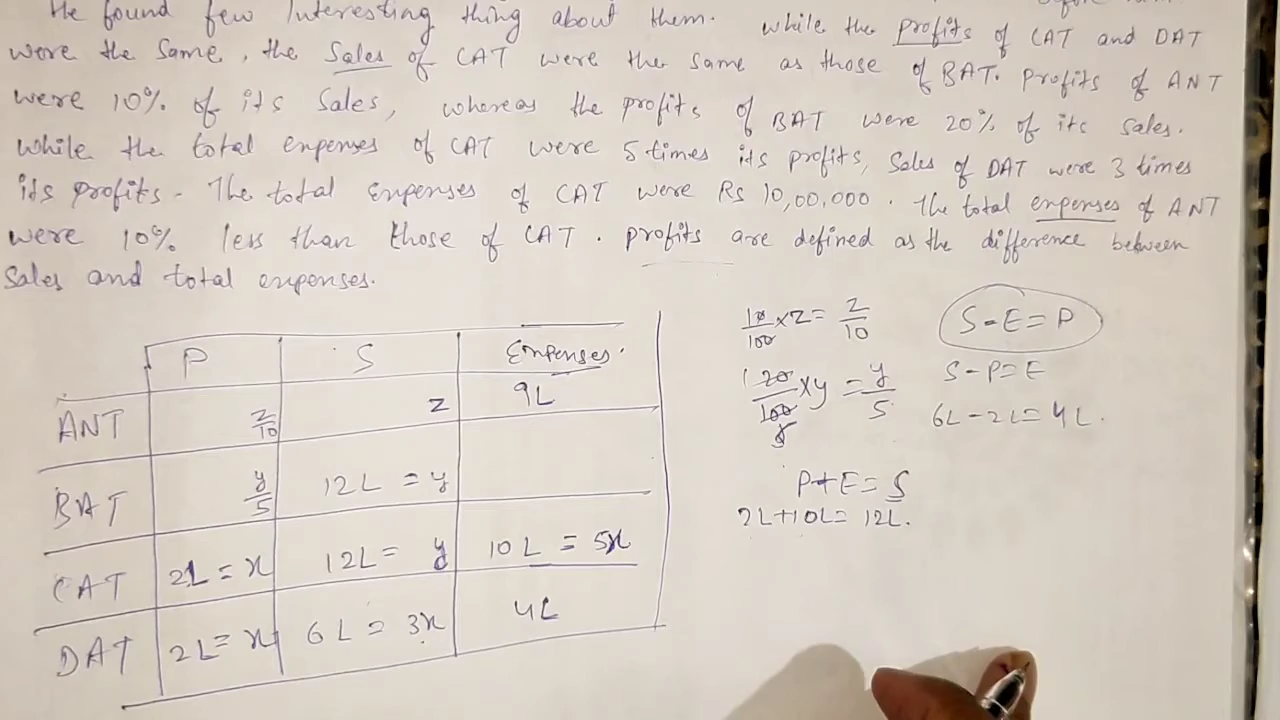 He found few Interesting thing about them. while the profits of CAT and DAT
were the same, the sales of CAT were the same as those of BAT. profits of ANT
were 10% of its sales, whereas the profits of BAT were 20% of its sales.
while the total expenses of CAT were 5 times its profits, sales of DAT were 3 times
its profits - The total expenses of CAT were Rs 10,00,000. The total expenses of ANT
were 10% less than those of CAT. profits are defined as the difference between
sales and total expenses.
P S Expenses.
ANT z/10 z 9L
BAT y/5 12L = y
CAT 2L = x 12L = y 10L = 5x
DAT 2L = x 6L = 3x 4L
10/100 x z = z/10
20/100 x y = y/5
1
5
S - E = P
S - P = E
6L - 2L = 4L.
P + E = S
2L + 10L = 12L.